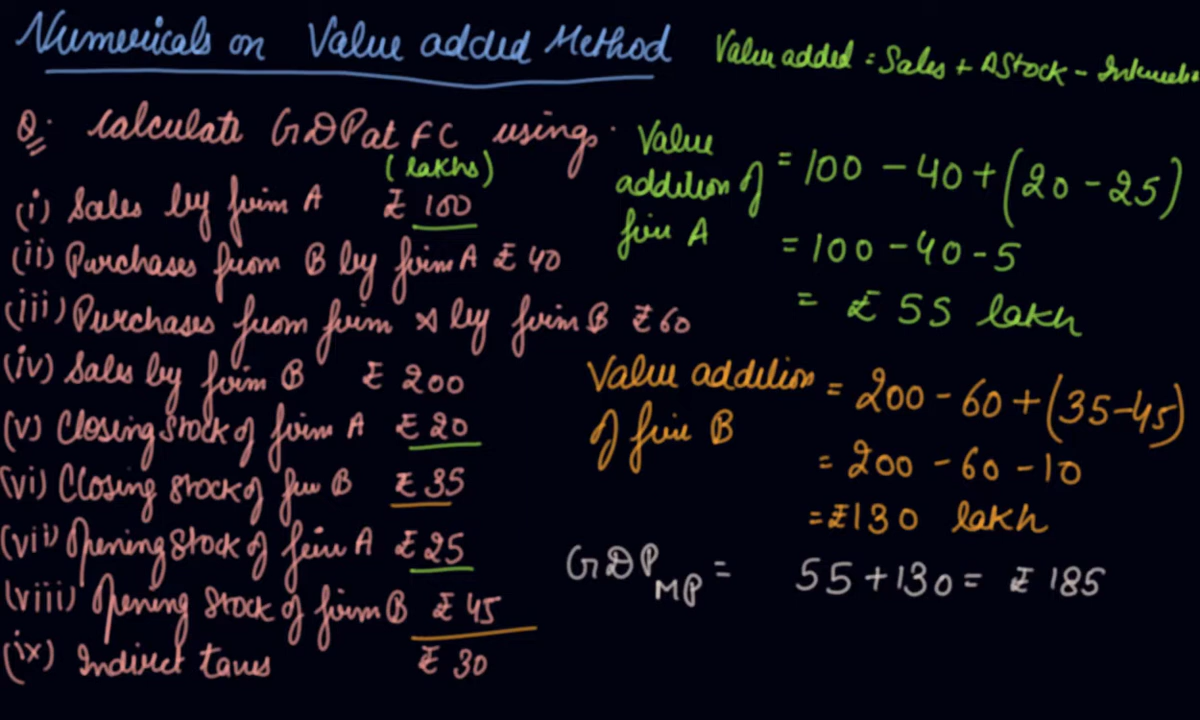 Numericals on Value added Method
Value added = Sales + ΔStock -
Q. Calculate GDP at FC using
(lakhs)
(i) Sales by firm A ₹ 100
(ii) Purchases from B by firm A ₹ 40
(iii) Purchases from firm A by firm B ₹ 60
(iv) Sales by firm B ₹ 200
(v) Closing Stock of firm A ₹ 20
(vi) Closing Stock of firm B ₹ 35
(vii) Opening Stock of firm A ₹ 25
(viii) Opening Stock of firm B ₹ 45
(ix) Indirect taxes ₹ 30
Value addition of firm A = 100 - 40 + (20 - 25)
= 100 - 40 - 5
= ₹ 55 lakh
Value addition of firm B = 200 - 60 + (35 - 45)
= 200 - 60 - 10
= ₹130 lakh
GDP MP = 55 + 130 = ₹ 185